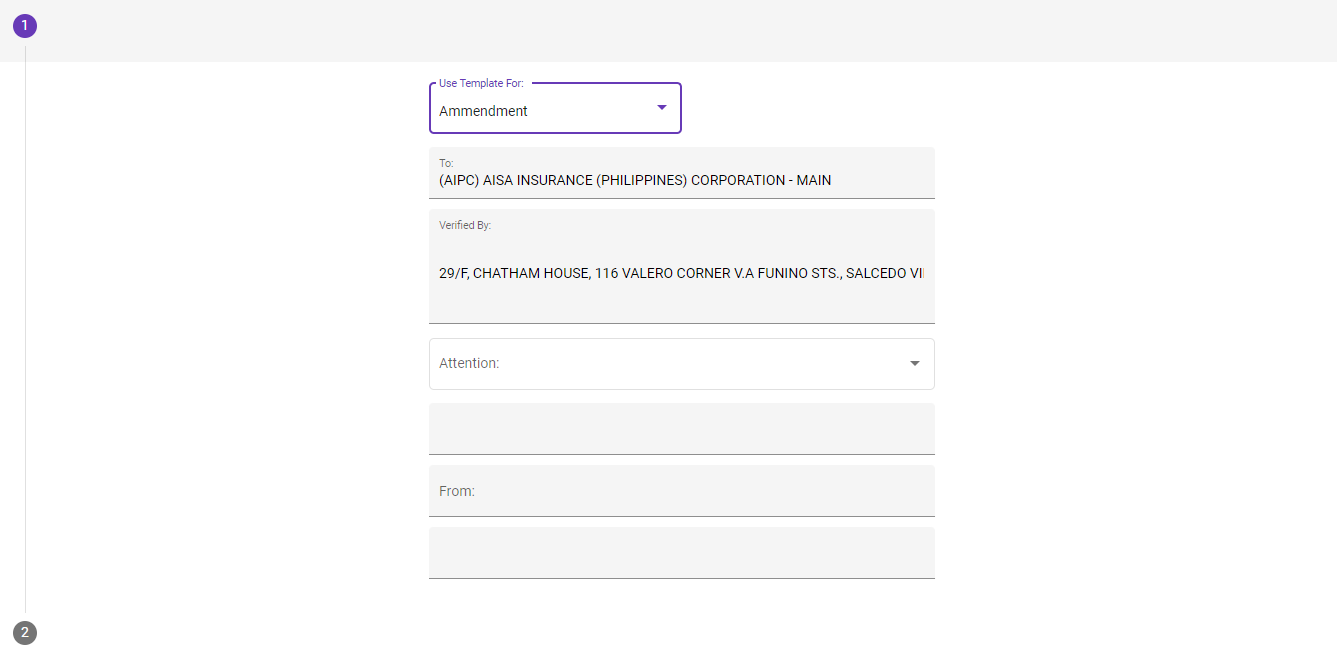 1
Use Template For:
Ammendment
To:
(AIPC) AISA INSURANCE (PHILIPPINES) CORPORATION - MAIN
Verified By:
29/F, CHATHAM HOUSE, 116 VALERO CORNER V.A FUNINO STS., SALCEDO VI
Attention:
From:
2